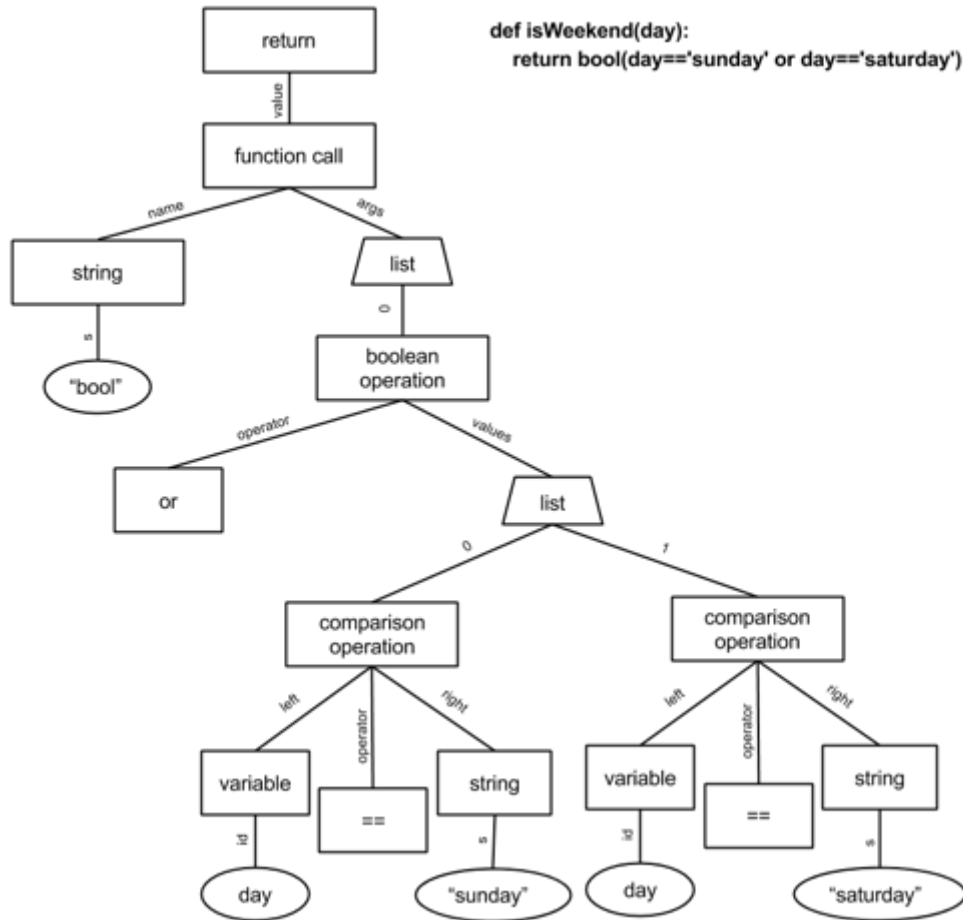 return
def isWeekend(day):
return bool(day=='sunday' or day=='saturday')
value
function call
name
args
string
list
s
0
"bool"
boolean
operation
operator
values
or
list
0
1
comparison
operation
comparison
operation
left
operator
right
left
operator
right
variable
==
string
variable
==
string
id
s
id
s
day
"sunday"
day
"saturday"